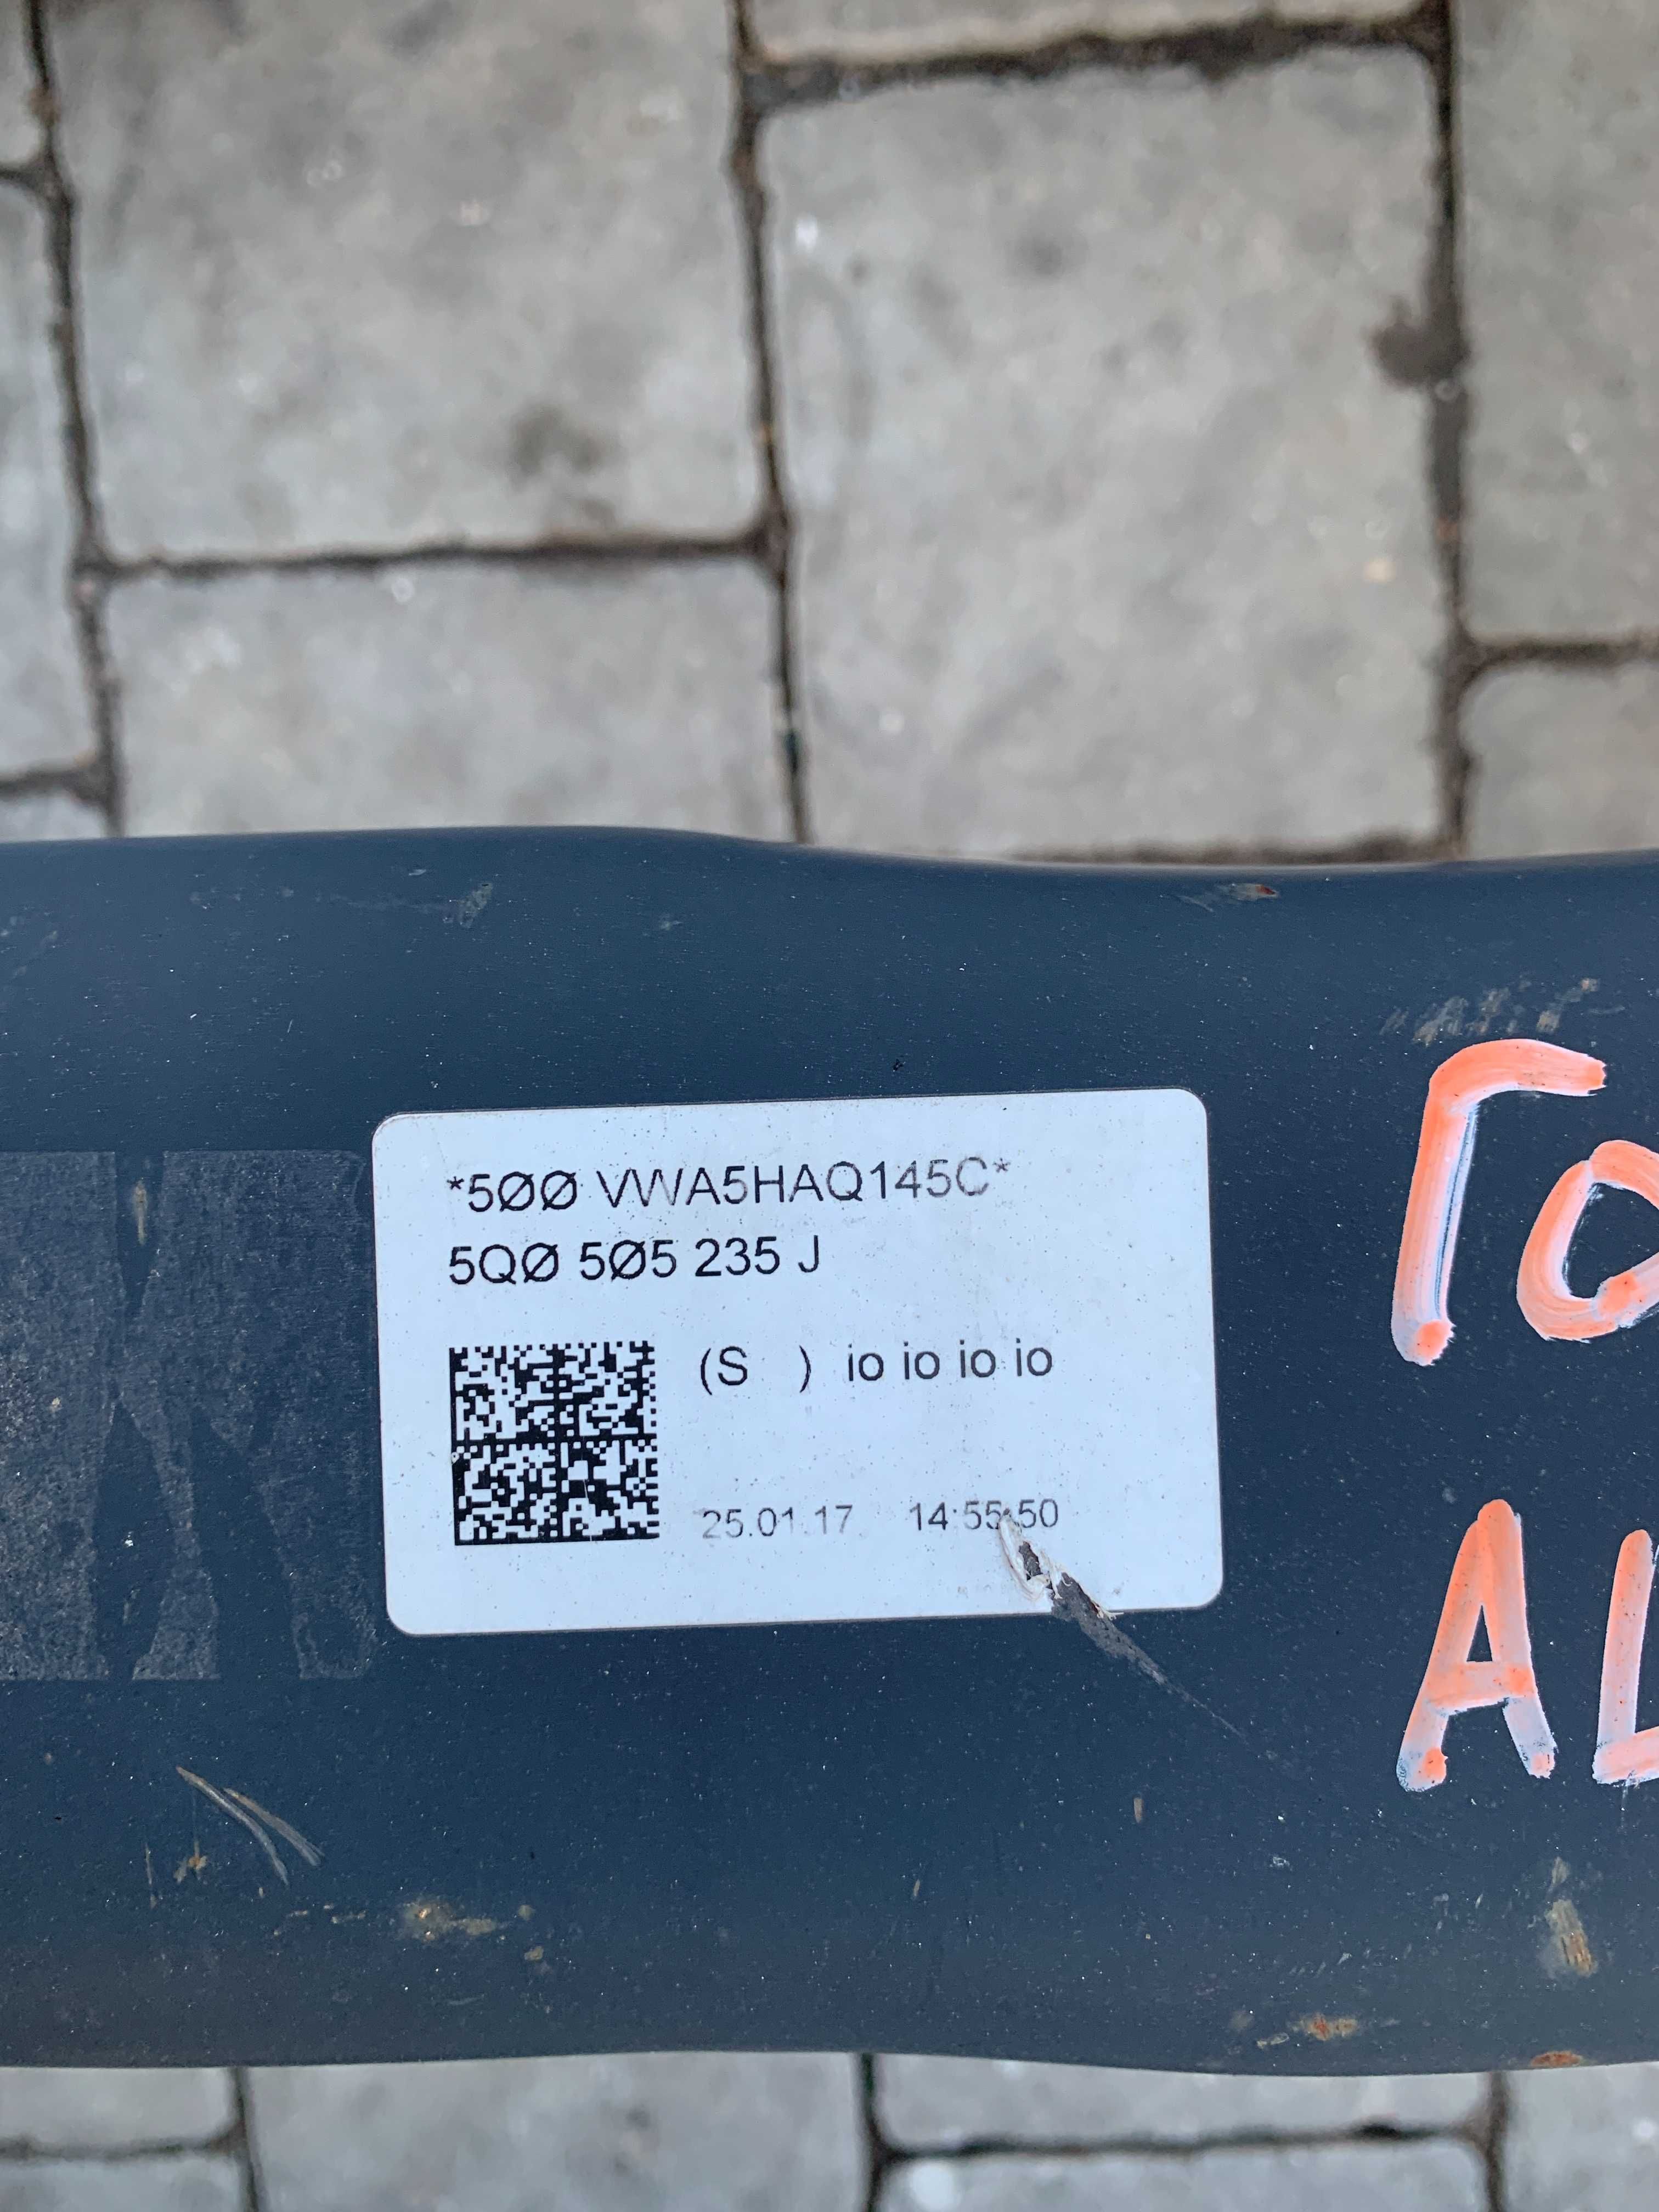 *5ØØ VWA5HAQ145C*
5QØ 5Ø5 235 J
(S ) io io io io
25.01.17 14:55:50